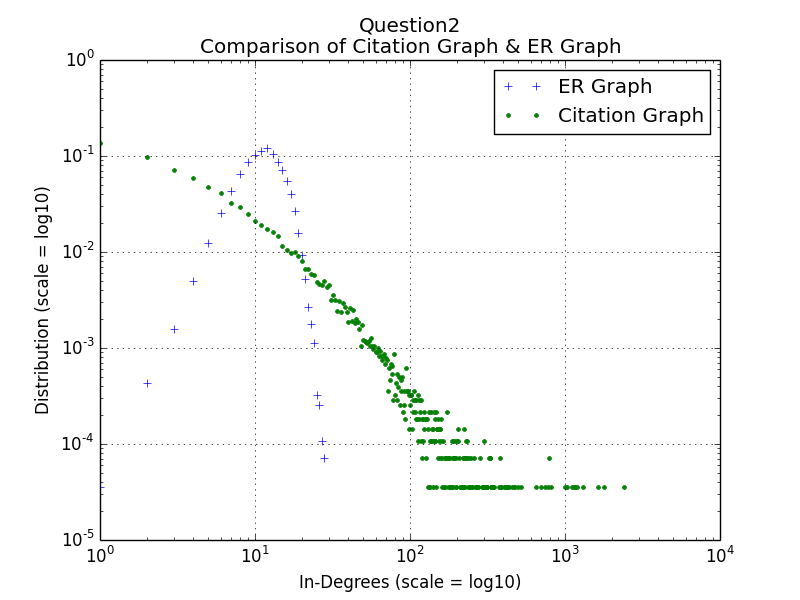 Question2
Comparison of Citation Graph & ER Graph
10^0
ER Graph
Citation Graph
10^-1
10^-2
10^-3
10^-4
10^-5
Distribution (scale = log10)
10^0 10^1 10^2 10^3 10^4
In-Degrees (scale = log10)